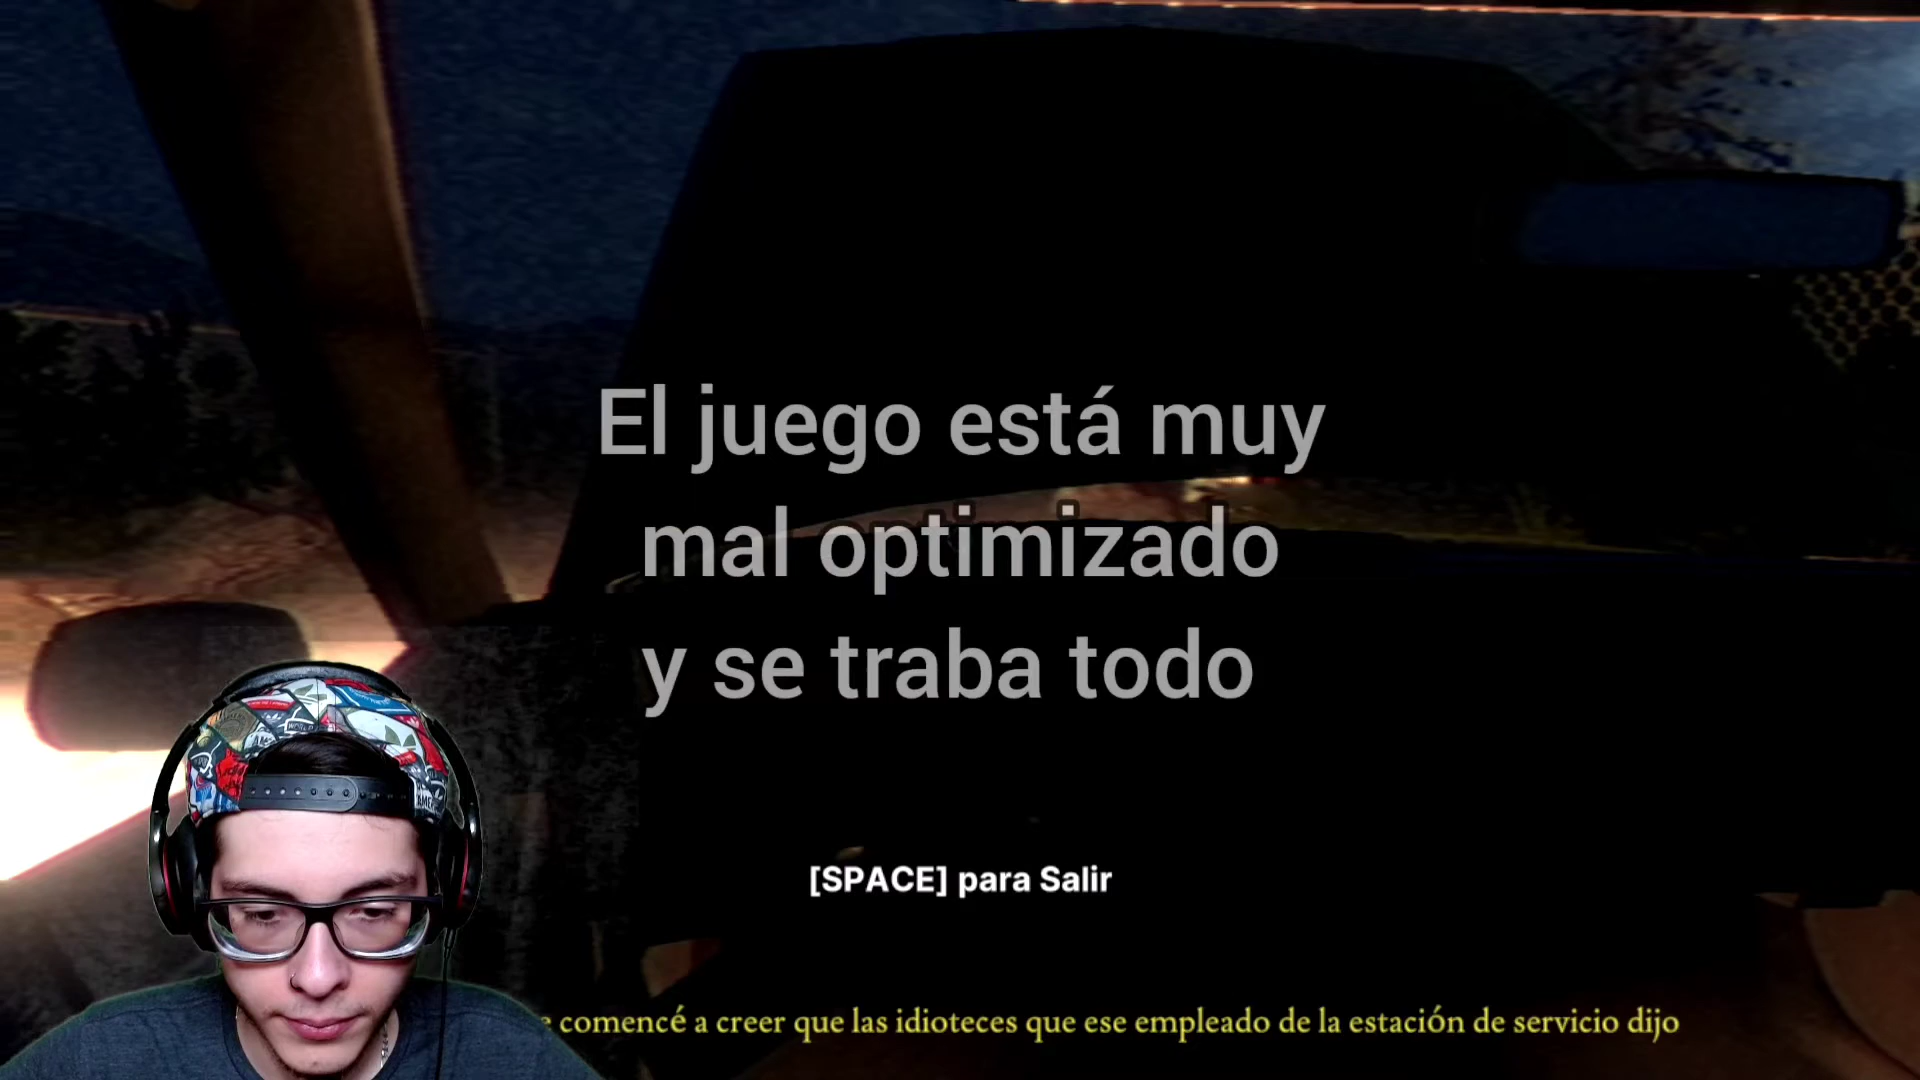 El juego está muy
mal optimizado
y se traba todo
[SPACE] para Salir
comencé a creer que las idioteces que ese empleado de la estación de servicio dijo